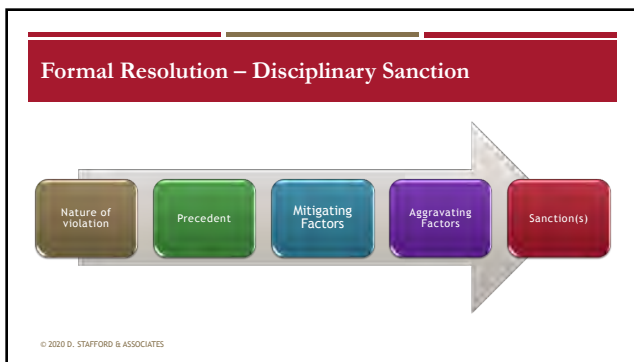 Formal Resolution – Disciplinary Sanction
Nature of
violation
Precedent
Mitigating
Factors
Aggravating
Factors
Sanction(s)
© 2020 D. STAFFORD & ASSOCIATES